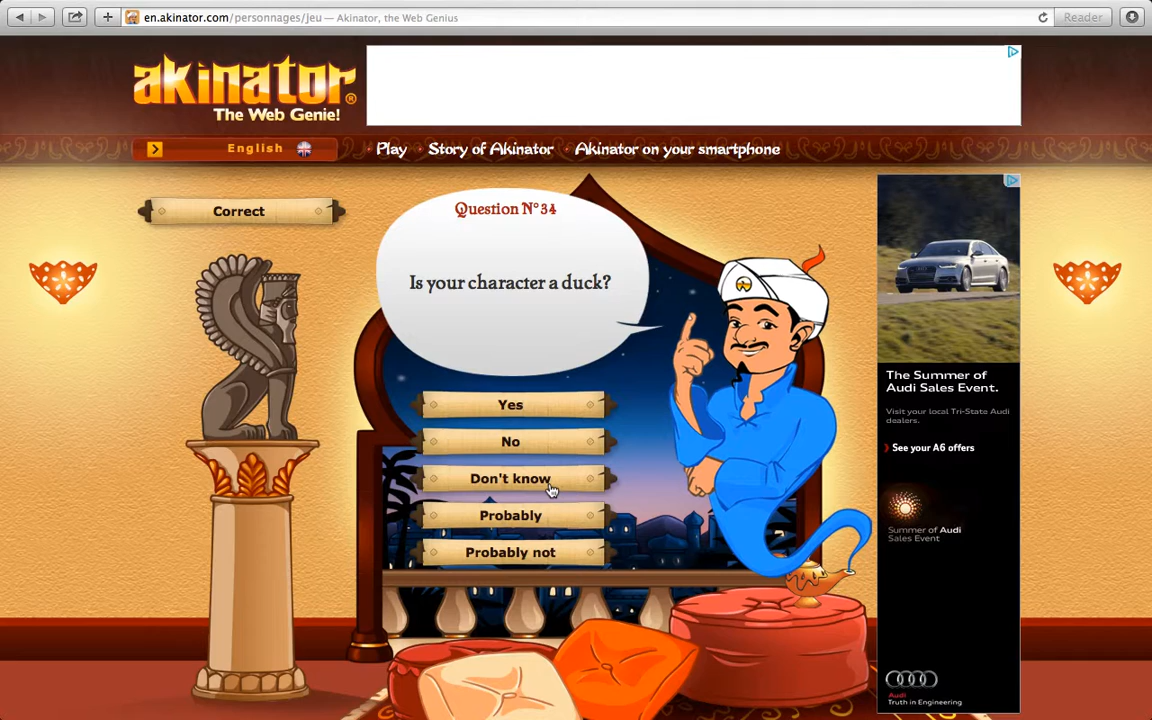 en.akinator.com/personnages/jeu — Akinator, the Web Genius
Reader
akinator®
The Web Genie!
English
Play
Story of Akinator
Akinator on your smartphone
Correct
Question N°34
Is your character a duck?
Yes
No
Don't know
Probably
Probably not
The Summer of
Audi Sales Event.
Visit your local Tri-State Audi
dealers.
See your A6 offers
Summer of Audi
Sales Event
Audi
Truth in Engineering